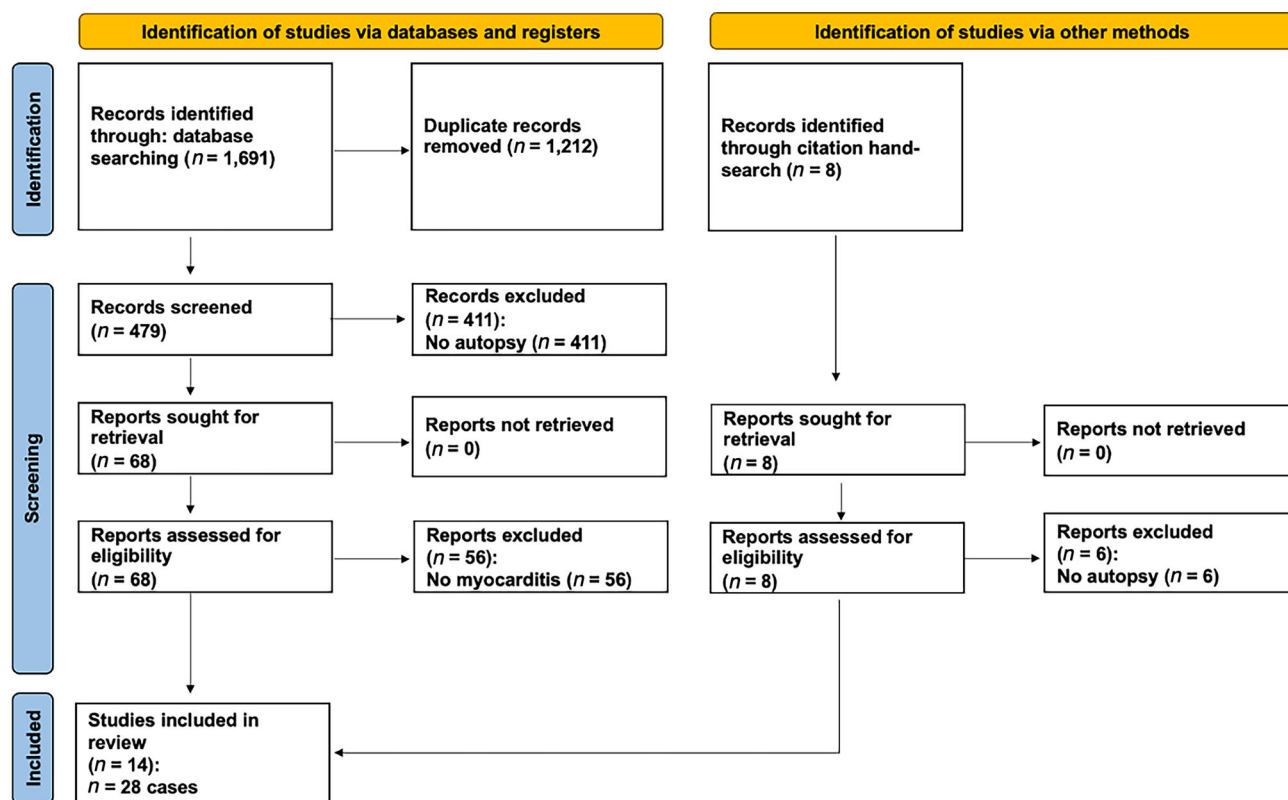 Identification of studies via databases and registers
Identification of studies via other methods
Identification
Records identified
through: database
searching (n = 1,691)
Duplicate records
removed (n = 1,212)
Records identified
through citation hand-
search (n = 8)
Screening
Records screened
(n = 479)
Records excluded
(n = 411):
No autopsy (n = 411)
Reports sought for
retrieval
(n = 68)
Reports not retrieved
(n = 0)
Reports sought for
retrieval
(n = 8)
Reports not retrieved
(n = 0)
Reports assessed for
eligibility
(n = 68)
Reports excluded
(n = 56):
No myocarditis (n = 56)
Reports assessed for
eligibility
(n = 8)
Reports excluded
(n = 6):
No autopsy (n = 6)
Included
Studies included in
review
(n = 14):
n = 28 cases